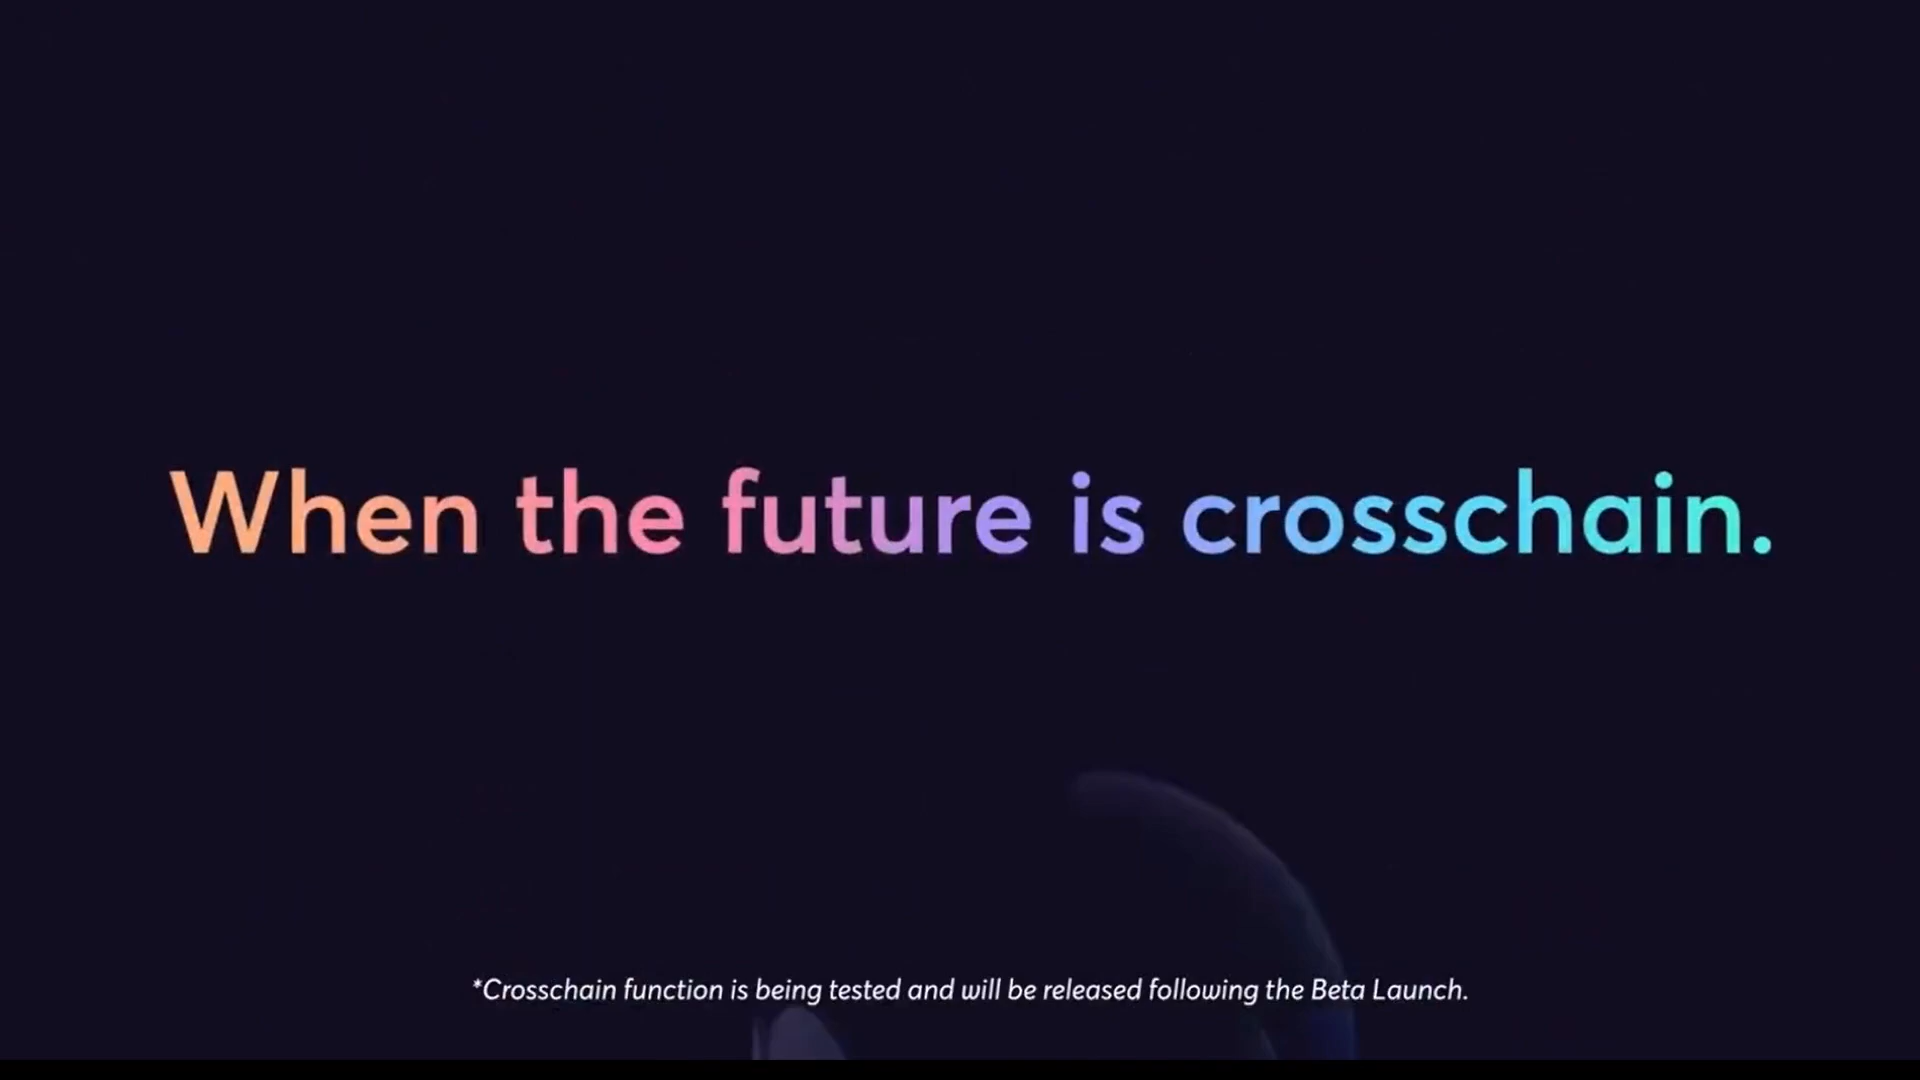 When the future is crosschain.
*Crosschain function is being tested and will be released following the Beta Launch.